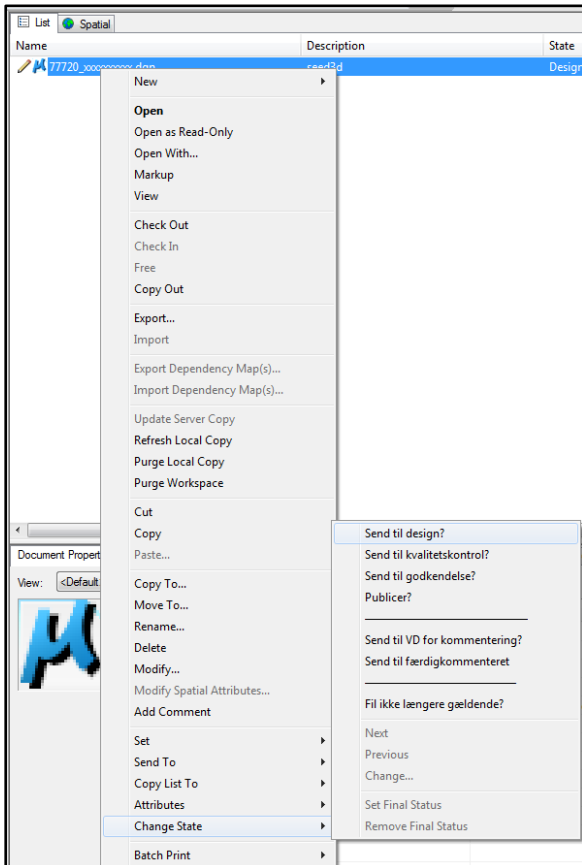 List Spatial
Name Description State
77720_xxxxxxxxxx.dgn seed3d Design
New
Open
Open as Read-Only
Open With...
Markup
View
Check Out
Check In
Free
Copy Out
Export...
Import
Export Dependency Map(s)...
Import Dependency Map(s)...
Update Server Copy
Refresh Local Copy
Purge Local Copy
Purge Workspace
Cut
Copy
Paste...
Copy To...
Move To...
Rename...
Delete
Modify...
Modify Spatial Attributes...
Add Comment
Set
Send To
Copy List To
Attributes
Change State
Batch Print
Send til design?
Send til kvalitetskontrol?
Send til godkendelse?
Publicer?
Send til VD for kommentering?
Send til færdigkommenteret
Fil ikke længere gældende?
Next
Previous
Change...
Set Final Status
Remove Final Status
Document Propert
View: <Default
μ